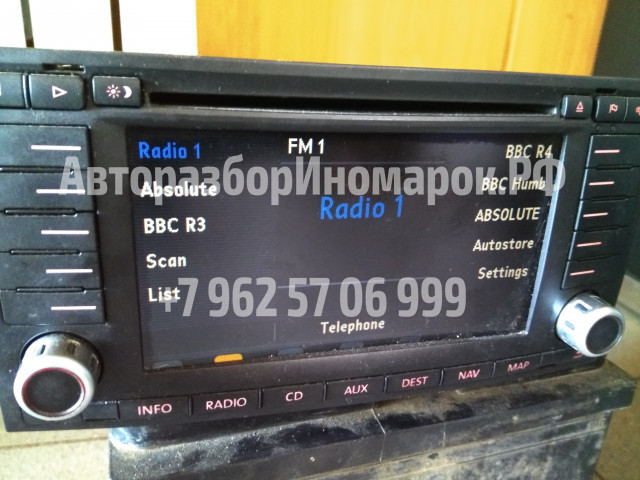 Radio 1
FM 1
BBC R4
АвторазборИномарок.РФ
Absolute
BBC Humb
Radio 1
BBC R3
ABSOLUTE
Scan
Autostore
List
Settings
+7 962 57 06 999
Telephone
INFO
RADIO
CD
AUX
DEST
NAV
MAP